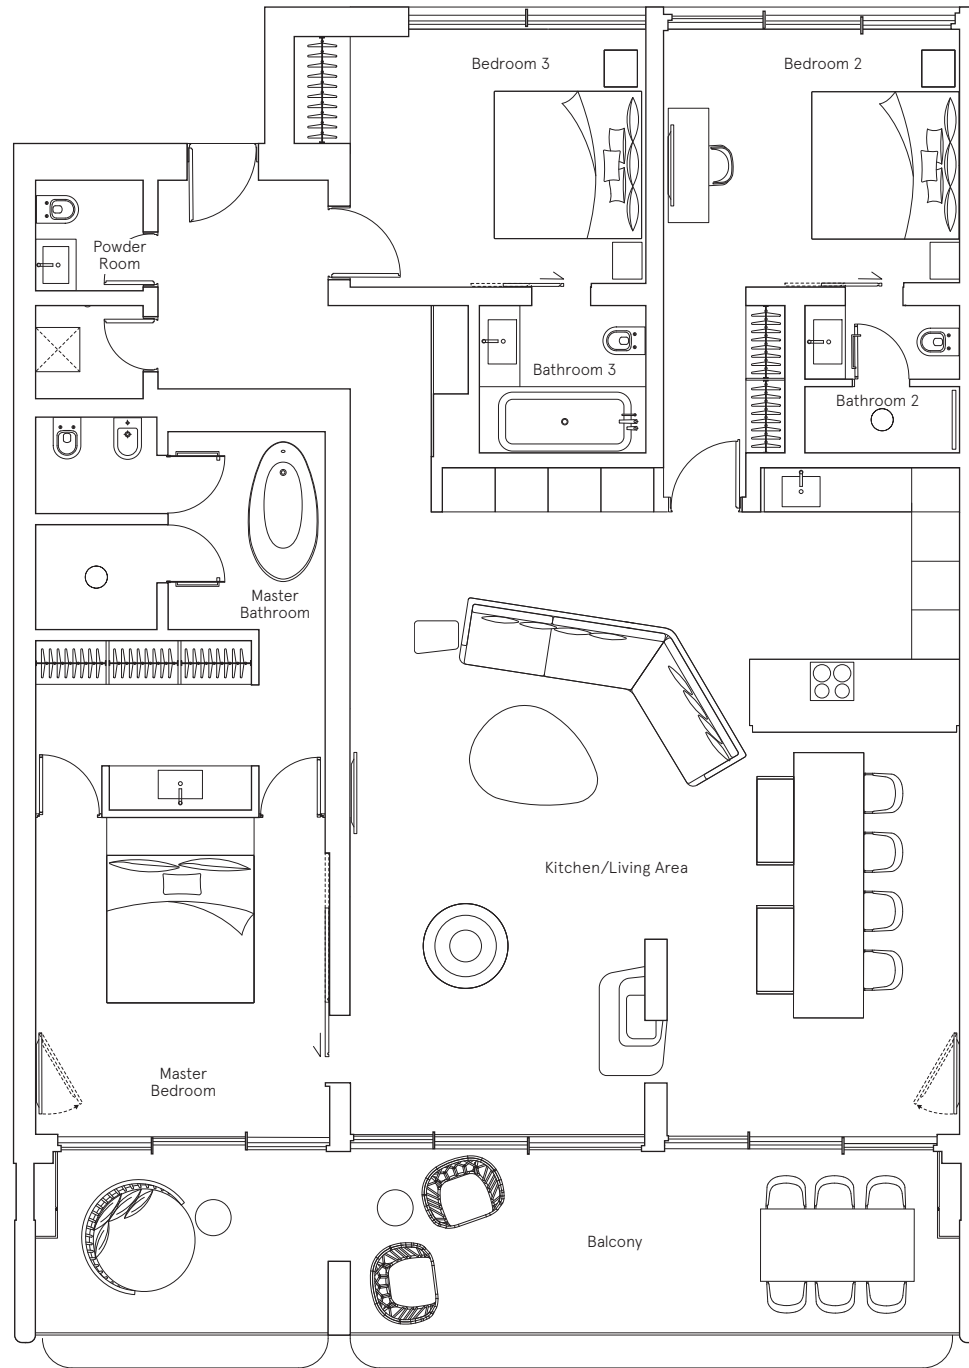 Bedroom 3
Bedroom 2
Powder
Room
Bathroom 3
Bathroom 2
Master
Bathroom
Kitchen/Living Area
Master
Bedroom
Balcony